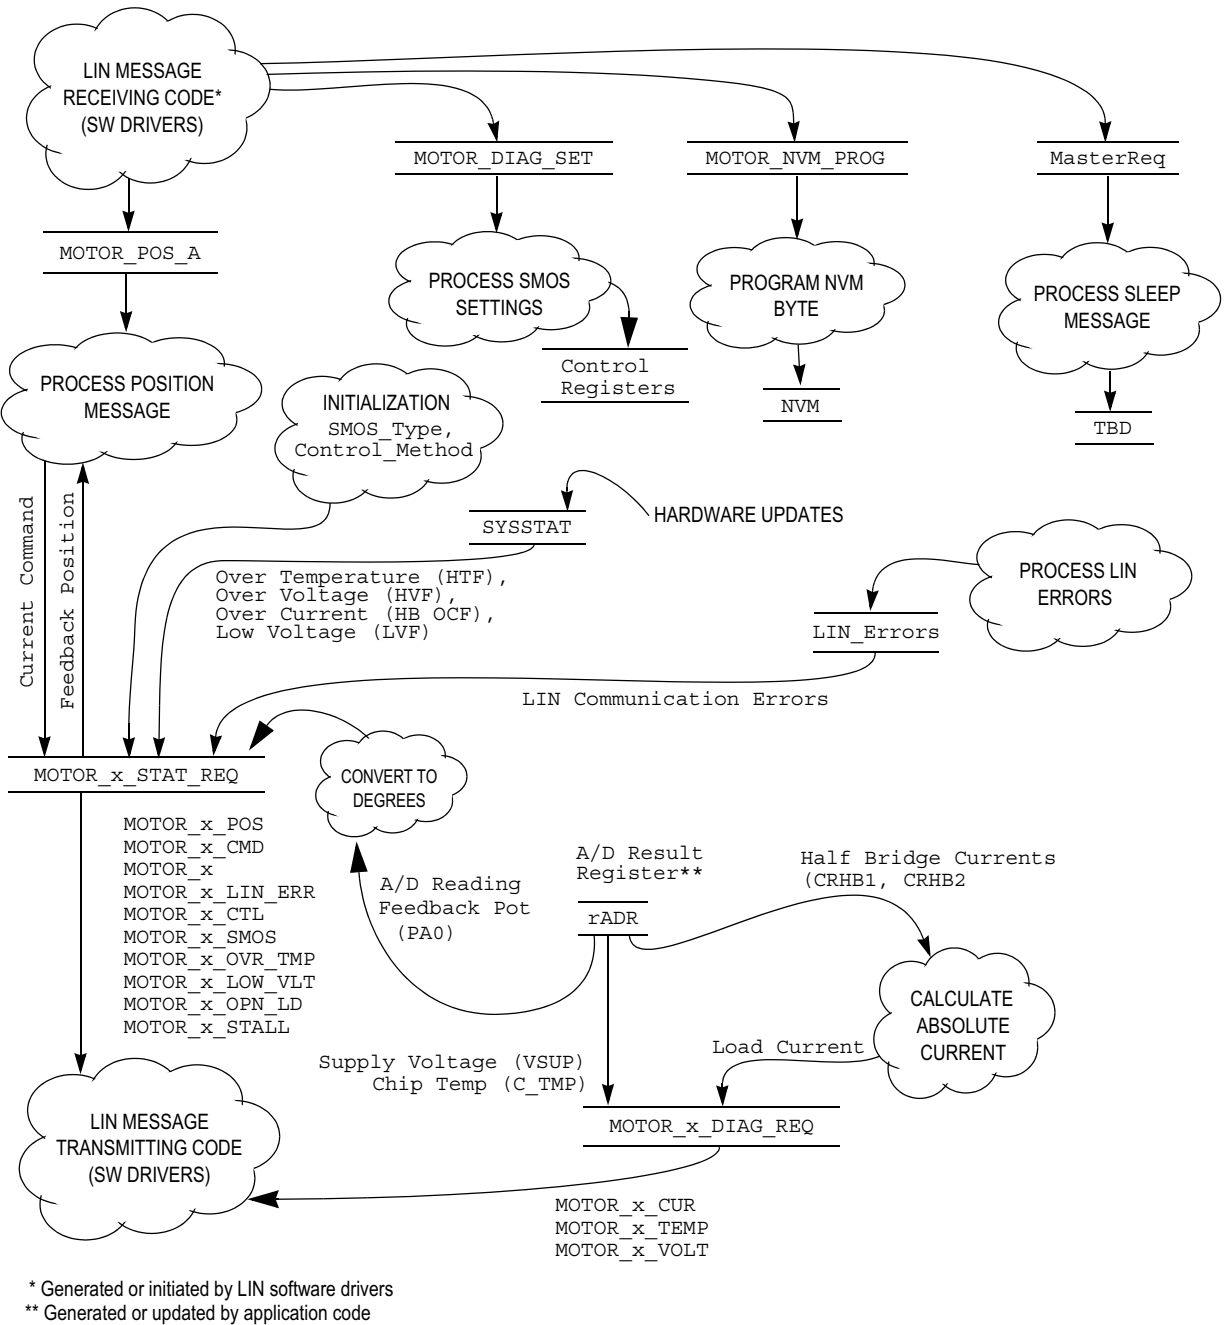 LIN MESSAGE
RECEIVING CODE*
(SW DRIVERS)
MOTOR_DIAG_SET
MOTOR_NVM_PROG
MasterReq
MOTOR_POS_A
PROCESS SMOS
SETTINGS
PROGRAM NVM
BYTE
PROCESS SLEEP
MESSAGE
Control
Registers
NVM
TBD
PROCESS POSITION
MESSAGE
INITIALIZATION
SMOS_Type,
Control_Method
Current Command
Feedback Position
SYSSTAT
HARDWARE UPDATES
Over Temperature (HTF),
Over Voltage (HVF),
Over Current (HB OCF),
Low Voltage (LVF)
PROCESS LIN
ERRORS
LIN_Errors
LIN Communication Errors
MOTOR_x_STAT_REQ
CONVERT TO
DEGREES
MOTOR_x_POS
MOTOR_x_CMD
MOTOR_x
MOTOR_x_LIN_ERR
MOTOR_x_CTL
MOTOR_x_SMOS
MOTOR_x_OVR_TMP
MOTOR_x_LOW_VLT
MOTOR_x_OPN_LD
MOTOR_x_STALL
A/D Reading
Feedback Pot
(PA0)
A/D Result
Register**
rADR
Half Bridge Currents
(CRHB1, CRHB2
CALCULATE
ABSOLUTE
CURRENT
Load Current
Supply Voltage (VSUP)
Chip Temp (C_TMP)
MOTOR_x_DIAG_REQ
LIN MESSAGE
TRANSMITTING CODE
(SW DRIVERS)
MOTOR_x_CUR
MOTOR_x_TEMP
MOTOR_x_VOLT
* Generated or initiated by LIN software drivers
** Generated or updated by application code